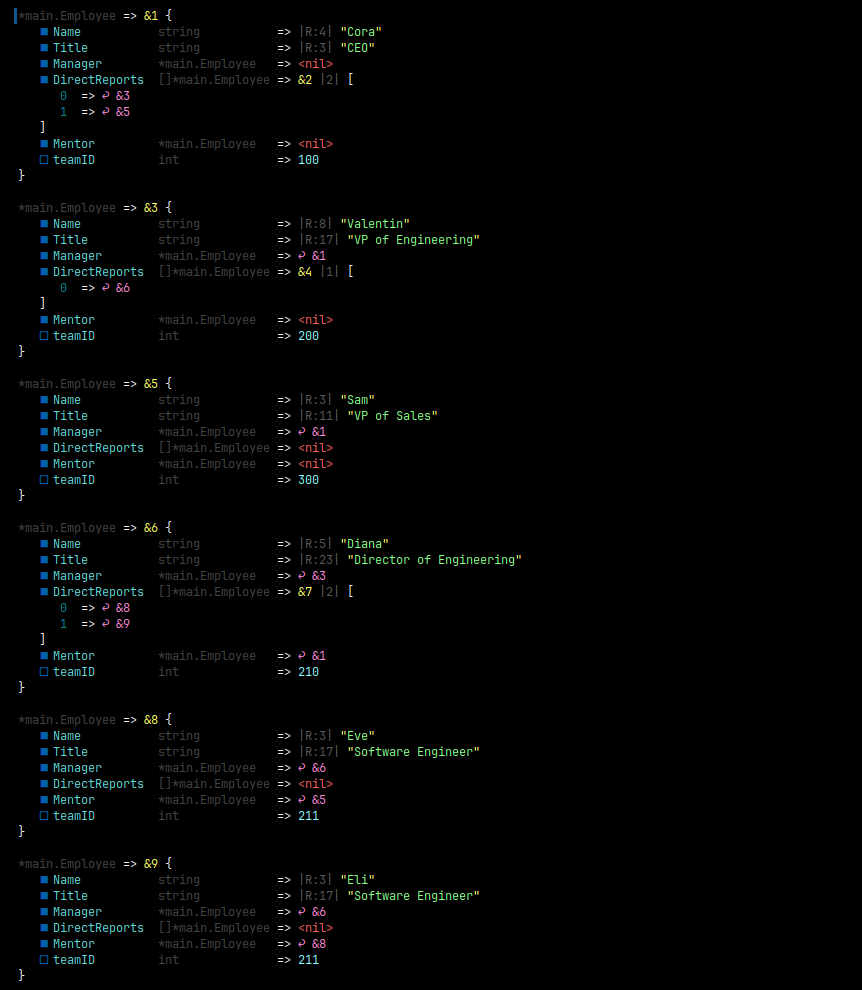 *main.Employee => &1 {
■ Name string => |R:4| "Cora"
■ Title string => |R:3| "CEO"
■ Manager *main.Employee => <nil>
■ DirectReports []*main.Employee => &2 |2| [
0 => ⤶ &3
1 => ⤶ &5
]
■ Mentor *main.Employee => <nil>
□ teamID int => 100
}

*main.Employee => &3 {
■ Name string => |R:8| "Valentin"
■ Title string => |R:17| "VP of Engineering"
■ Manager *main.Employee => ⤶ &1
■ DirectReports []*main.Employee => &4 |1| [
0 => ⤶ &6
]
■ Mentor *main.Employee => <nil>
□ teamID int => 200
}

*main.Employee => &5 {
■ Name string => |R:3| "Sam"
■ Title string => |R:11| "VP of Sales"
■ Manager *main.Employee => ⤶ &1
■ DirectReports []*main.Employee => <nil>
■ Mentor *main.Employee => <nil>
□ teamID int => 300
}

*main.Employee => &6 {
■ Name string => |R:5| "Diana"
■ Title string => |R:23| "Director of Engineering"
■ Manager *main.Employee => ⤶ &3
■ DirectReports []*main.Employee => &7 |2| [
0 => ⤶ &8
1 => ⤶ &9
]
■ Mentor *main.Employee => ⤶ &1
□ teamID int => 210
}

*main.Employee => &8 {
■ Name string => |R:3| "Eve"
■ Title string => |R:17| "Software Engineer"
■ Manager *main.Employee => ⤶ &6
■ DirectReports []*main.Employee => <nil>
■ Mentor *main.Employee => ⤶ &5
□ teamID int => 211
}

*main.Employee => &9 {
■ Name string => |R:3| "Eli"
■ Title string => |R:17| "Software Engineer"
■ Manager *main.Employee => ⤶ &6
■ DirectReports []*main.Employee => <nil>
■ Mentor *main.Employee => ⤶ &8
□ teamID int => 211
}